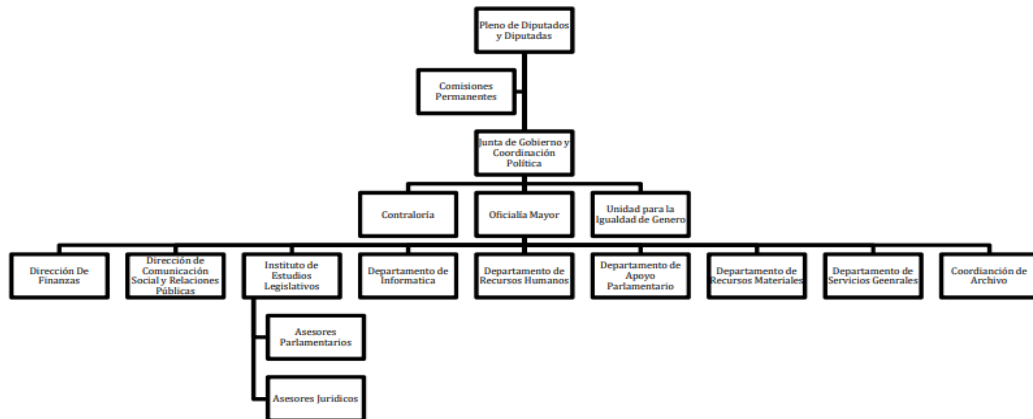 Pleno de Diputados
y Diputadas
Comisiones
Permanentes
Junta de Gobierno y
Coordinación
Política
Contraloría
Oficialía Mayor
Unidad para la
Igualdad de Genero
Dirección De
Finanzas
Dirección de
Comunicación
Social y Relaciones
Públicas
Instituto de
Estudios
Legislativos
Departamento de
Informatica
Departamento de
Recursos Humanos
Departamento de
Apoyo
Parlamentario
Departamento de
Recursos Materiales
Departamento de
Servicios Geenrales
Coordianción de
Archivo
Asesores
Parlamentarios
Asesores Juridicos